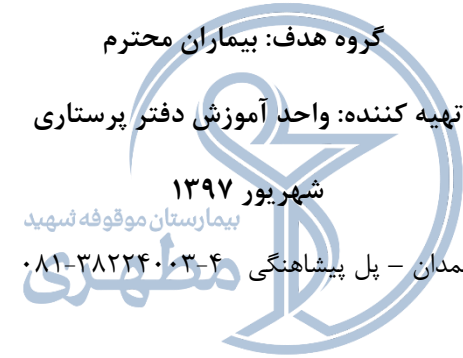 گروه هدف: بیماران محترم
تهیه کننده: واحد آموزش دفتر پرستاری
شهریور ۱۳۹۷
بیمارستان موقوفه شهید
مطهری
مدان – پل پیشاهنگی ۴-۳۸۲۲۴۰۰۳-۰۸۱